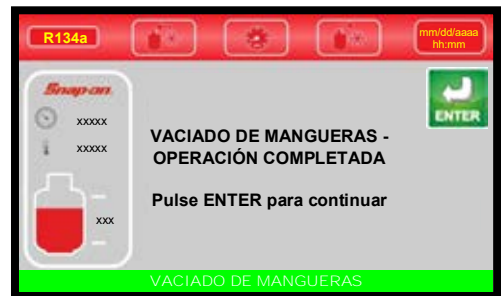 R134a
mm/dd/aaaa
hh:mm
Snap-on
xxxxx
xxxxx
xxx
ENTER
VACIADO DE MANGUERAS -
OPERACIÓN COMPLETADA
Pulse ENTER para continuar
VACIADO DE MANGUERAS